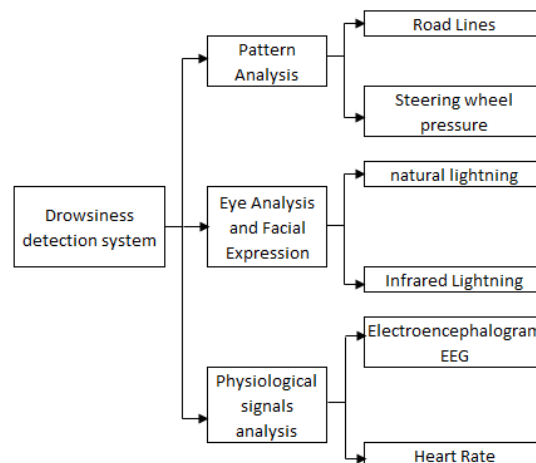 Drowsiness
detection system
Pattern
Analysis
Road Lines
Steering wheel
pressure
Eye Analysis
and Facial
Expression
natural lightning
Infrared Lightning
Physiological
signals
analysis
Electroencephalogram
EEG
Heart Rate